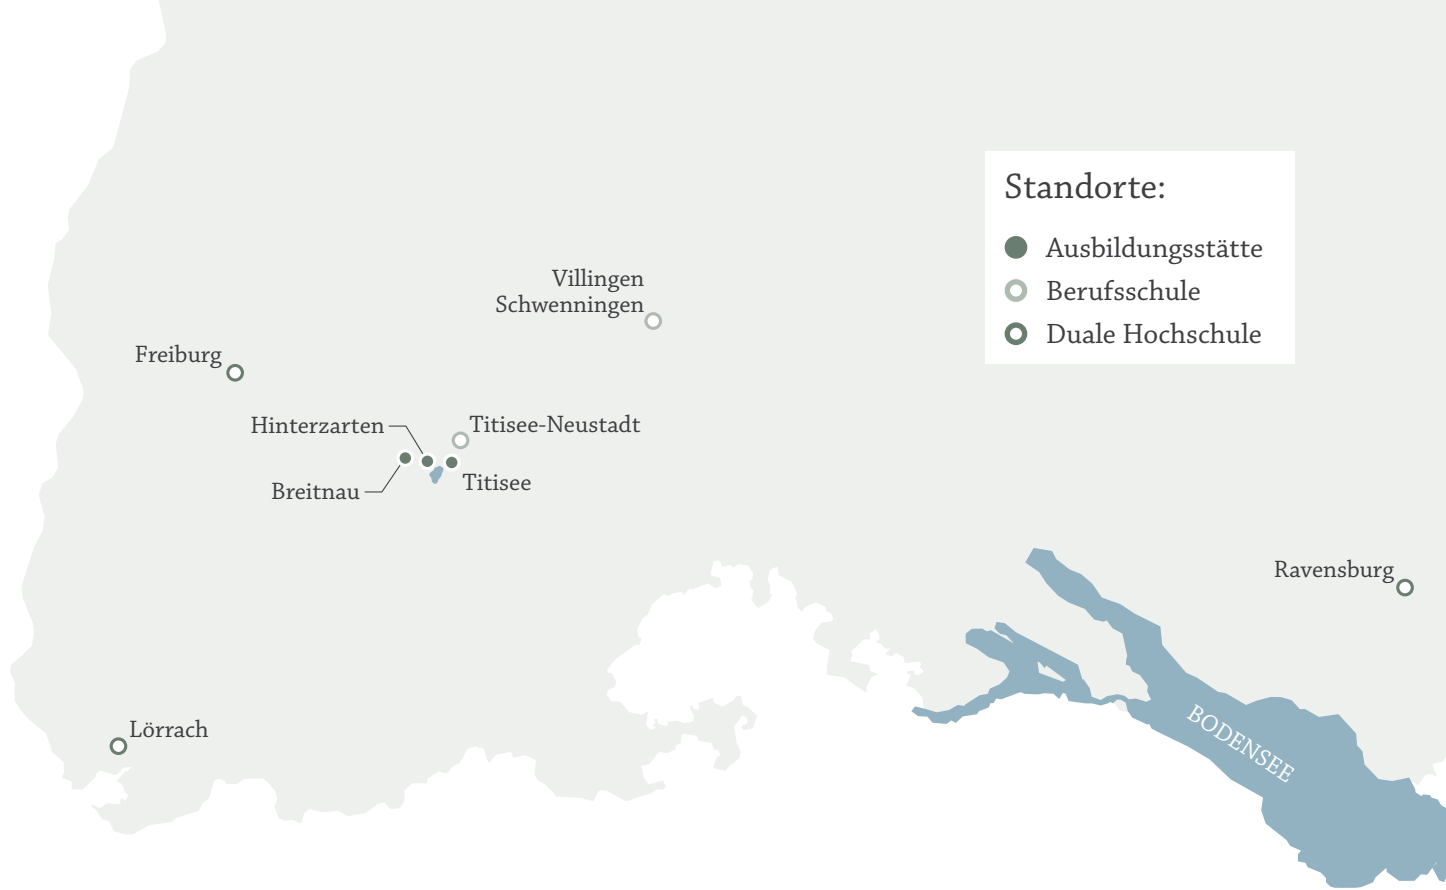 Standorte:
Ausbildungsstätte
Berufsschule
Duale Hochschule
Villingen
Schwenningen
Freiburg
Hinterzarten
Titisee-Neustadt
Breitnau
Titisee
Ravensburg
Lörrach
BODENSEE